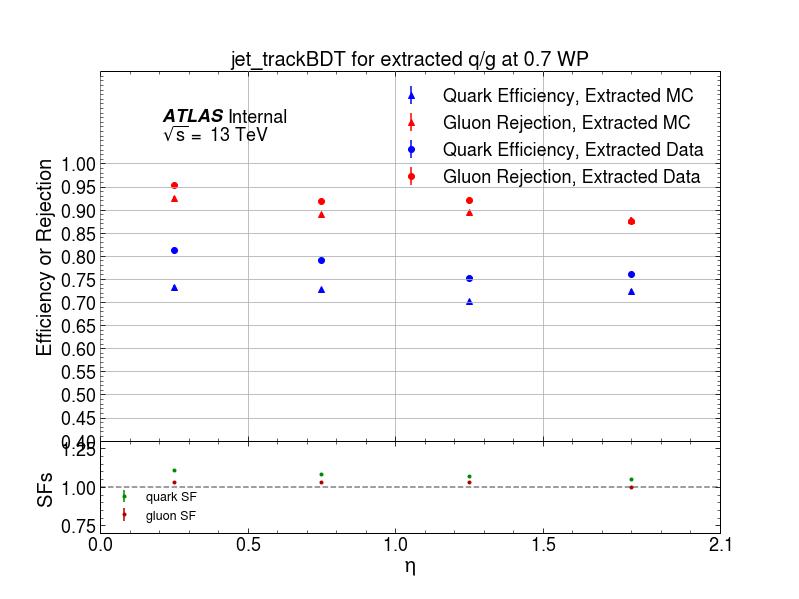 jet_trackBDT for extracted q/g at 0.7 WP
ATLAS Internal
√s = 13 TeV
Quark Efficiency, Extracted MC
Gluon Rejection, Extracted MC
Quark Efficiency, Extracted Data
Gluon Rejection, Extracted Data
Efficiency or Rejection
1.00
0.95
0.90
0.85
0.80
0.75
0.70
0.65
0.60
0.55
0.50
0.45
0.40
SFs
1.25
1.00
0.75
quark SF
gluon SF
0.0 0.5 1.0 1.5 2.1
η